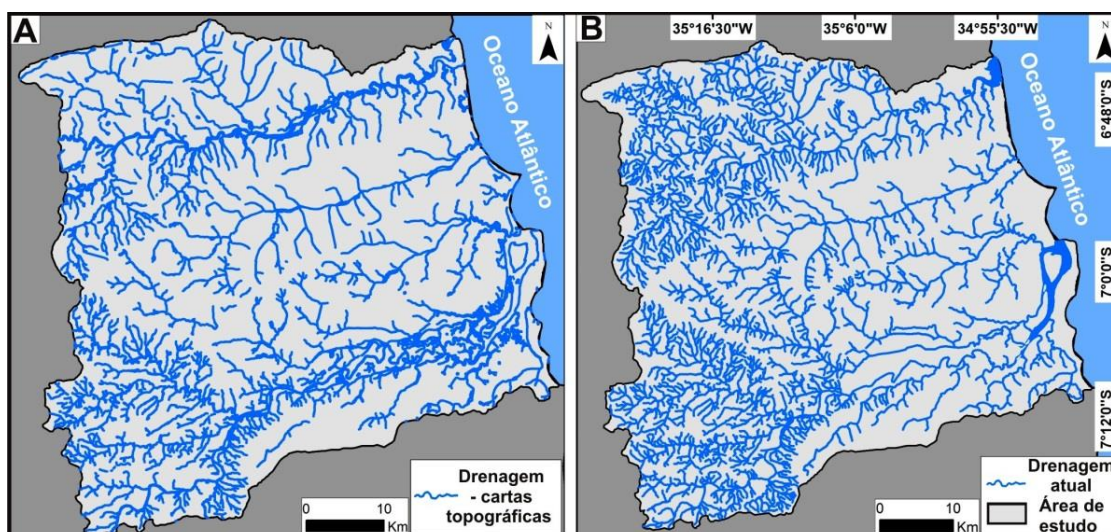 A
N
Oceano Atlântico
Drenagem
- cartas
topográficas
0 10
Km
B
35°16'30"W 35°6'0"W 34°55'30"W
N
Oceano Atlântico
6°48'0"S
7°0'0"S
7°12'0"S
0 10
Km
Drenagem
atual
Área de
estudo